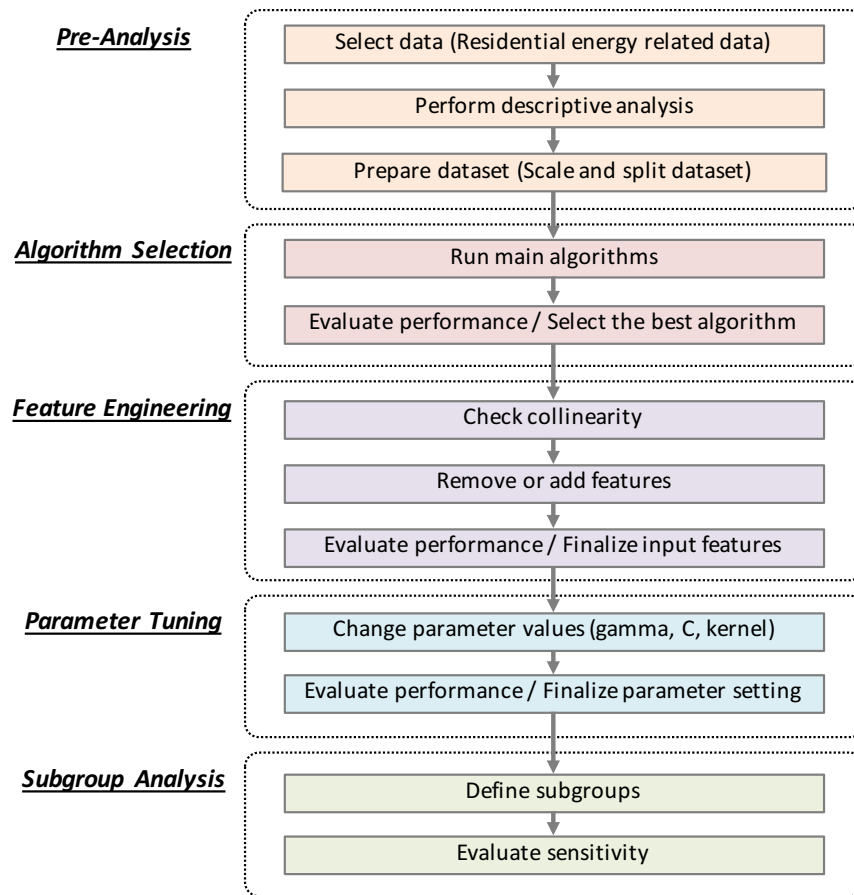 Pre-Analysis
Select data (Residential energy related data)
Perform descriptive analysis
Prepare dataset (Scale and split dataset)
Algorithm Selection
Run main algorithms
Evaluate performance / Select the best algorithm
Feature Engineering
Check collinearity
Remove or add features
Evaluate performance / Finalize input features
Parameter Tuning
Change parameter values (gamma, C, kernel)
Evaluate performance / Finalize parameter setting
Subgroup Analysis
Define subgroups
Evaluate sensitivity